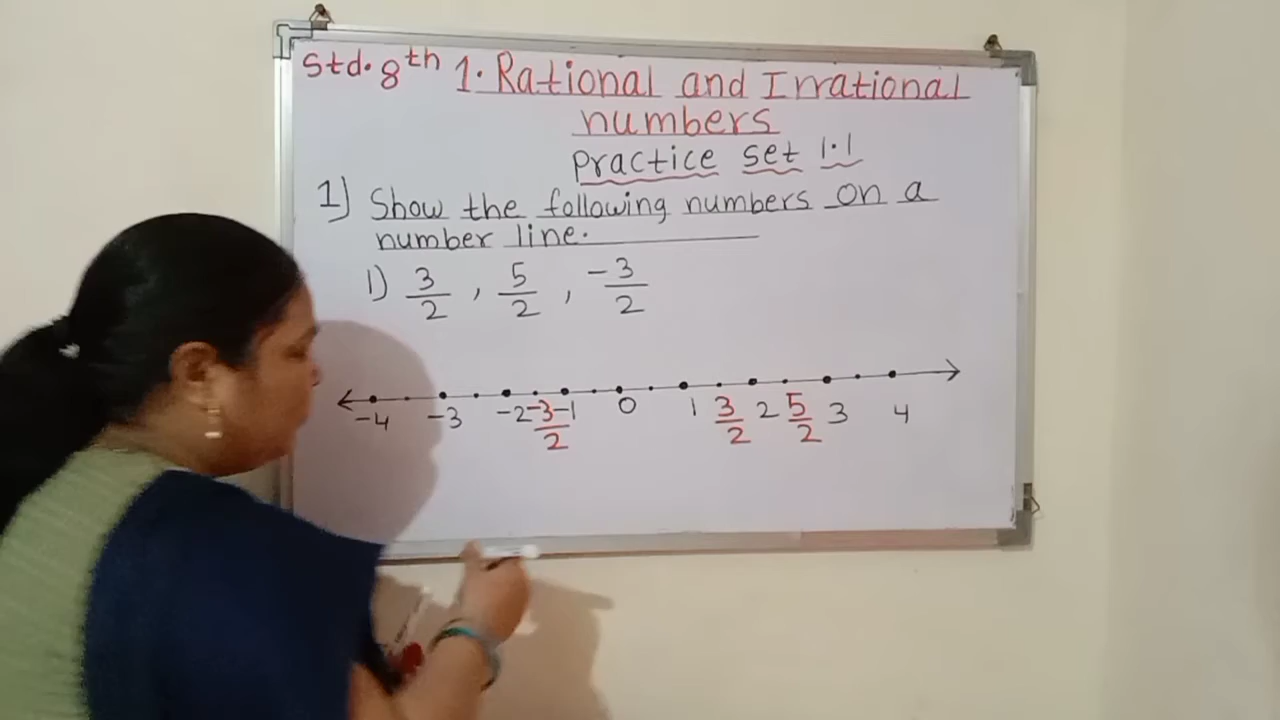 Std. 8th 1. Rational and Irrational
numbers
Practice set 1.1
1) Show the following numbers on a
number line.
1) 3/2 , 5/2 , -3/2
-4 -3 -2 -3/2 -1 0 1 3/2 2 5/2 3 4